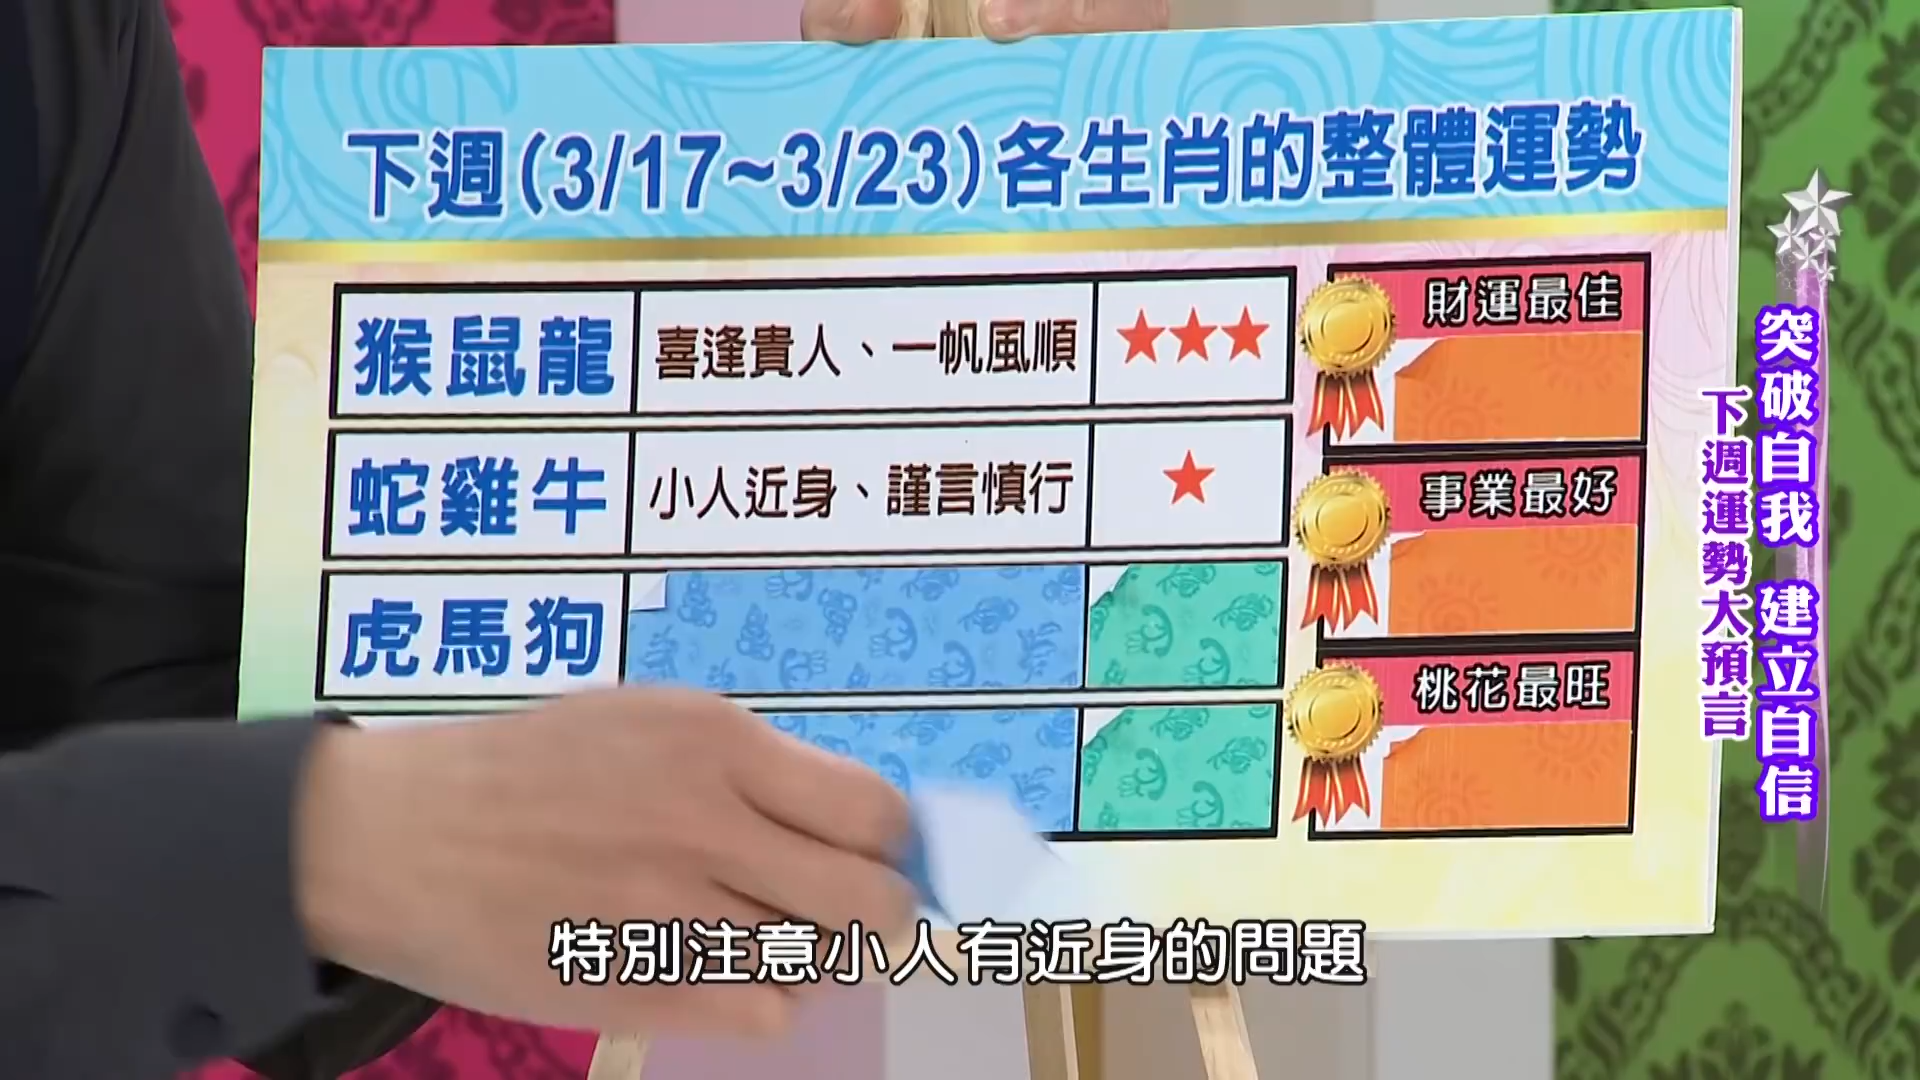 下週(3/17~3/23)各生肖的整體運勢
猴鼠龍 喜逢貴人、一帆風順 ★★★
蛇雞牛 小人近身、謹言慎行 ★
虎馬狗
財運最佳
事業最好
桃花最旺
突破自我 建立自信
下週運勢大預言
特別注意小人有近身的問題